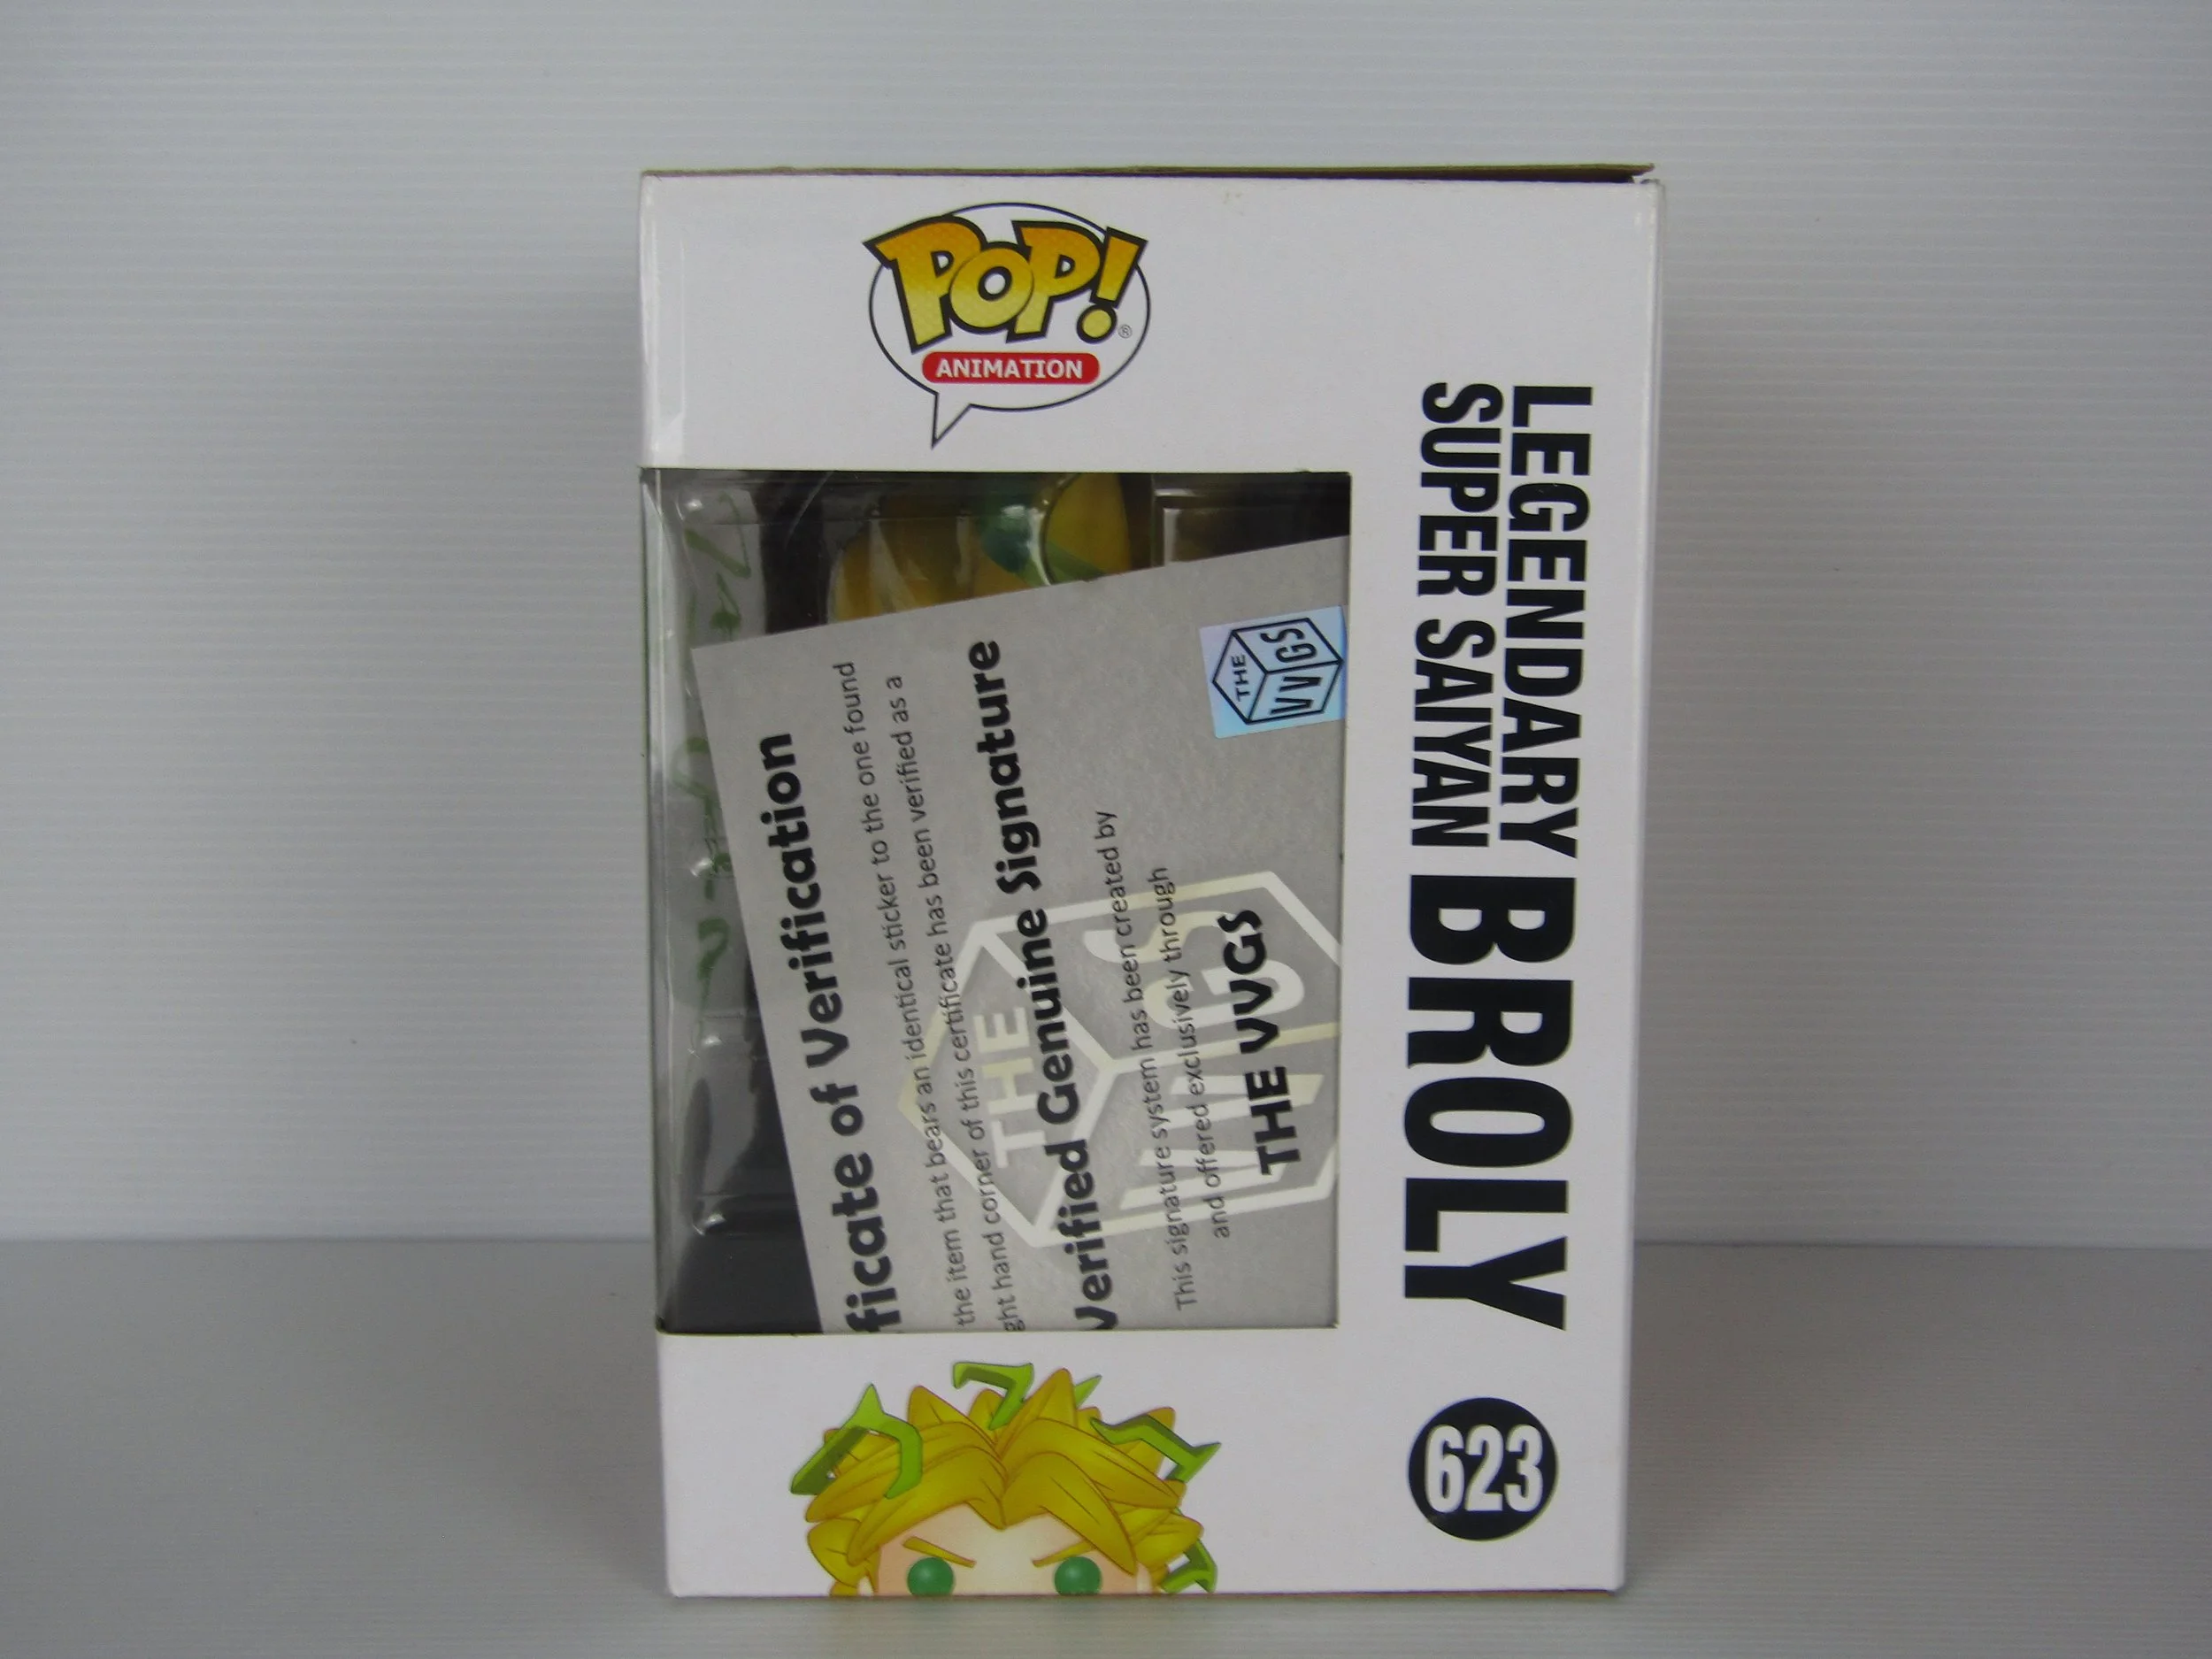 POP!
®
ANIMATION
LEGENDARY
SUPER SAIYAN BROLY
623
ficate of Verification
the item that bears an identical sticker to the one found
ght hand corner of this certificate has been verified as a
Verified Genuine Signature
This signature system has been created by
and offered exclusively through
THE VVGS
THE
VVGS
THE
VVGS